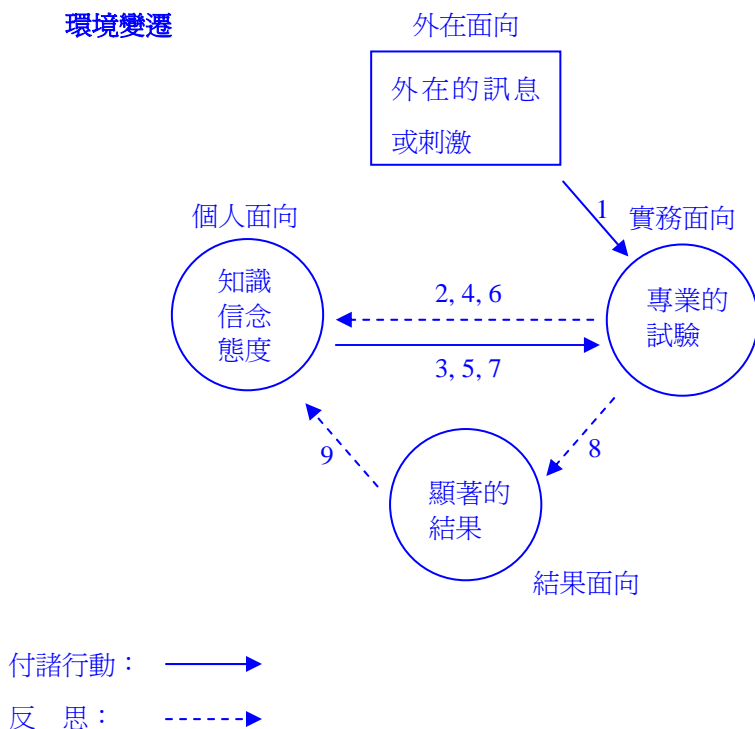 環境變遷
外在面向
外在的訊息
或刺激
1
個人面向
實務面向
知識
信念
態度
2, 4, 6
3, 5, 7
專業的
試驗
9
8
顯著的
結果
結果面向
付諸行動：
反 思：